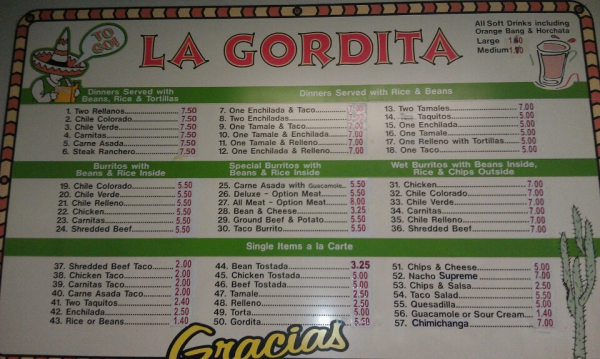 TO GO!
LA GORDITA
All Soft Drinks including
Orange Bang & Horchata
Large
Medium
Dinners Served with
Beans, Rice & Tortillas
Dinners Served with Rice & Beans
1. Two Rellanos 7.50
2. Chile Colorado 7.50
3. Chile Verde 7.50
4. Carnitas 7.50
5. Carne Asada 7.50
6. Steak Ranchero 7.50
7. One Enchilada & Taco
8. Two Enchiladas
9. One Tamale & Taco
10. One Tamale & Enchilada 7.00
11. One Tamale & Relleno 7.00
12. One Enchilada & Relleno 7.00
13. Two Tamales 7.00
14. Taquitos 5.00
15. One Enchilada 5.00
16. One Tamale 5.00
17. One Relleno with Tortillas 5.00
18. One Taco 5.00
Burritos with
Beans & Rice Inside
19. Chile Colorado 5.50
20. Chile Verde 5.50
21. Chile Relleno 5.50
22. Chicken 5.50
23. Carnitas 5.50
24. Shredded Beef 5.50
Special Burritos with
Beans & Rice Inside
25. Carne Asada with Guacamole 5.50
26. Deluxe - Option Meat 5.50
27. All Meat - Option Meat 8.00
28. Bean & Cheese 3.25
29. Ground Beef & Potato 5.50
30. Taco Burrito 5.50
Wet Burritos with Beans Inside,
Rice & Chips Outside
31. Chicken 7.00
32. Chile Colorado 7.00
33. Chile Verde 7.00
34. Carnitas 7.00
35. Chile Relleno 7.00
36. Shredded Beef 7.00
Single Items a la Carte
37. Shredded Beef Taco 2.00
38. Chicken Taco 2.00
39. Carnitas Taco 2.00
40. Carne Asada Taco 2.00
41. Two Taquitos 2.40
42. Enchilada 2.50
43. Rice or Beans 1.40
44. Bean Tostada 3.25
45. Chicken Tostada 5.00
46. Beef Tostada 5.00
47. Tamale 2.50
48. Relleno 2.50
49. Torta 5.00
50. Gordita
51. Chips & Cheese 5.00
52. Nacho Supreme 7.00
53. Chips & Salsa 2.50
54. Taco Salad 5.50
55. Quesadilla 5.00
56. Guacamole or Sour Cream 1.40
57. Chimichanga 7.00
Gracias